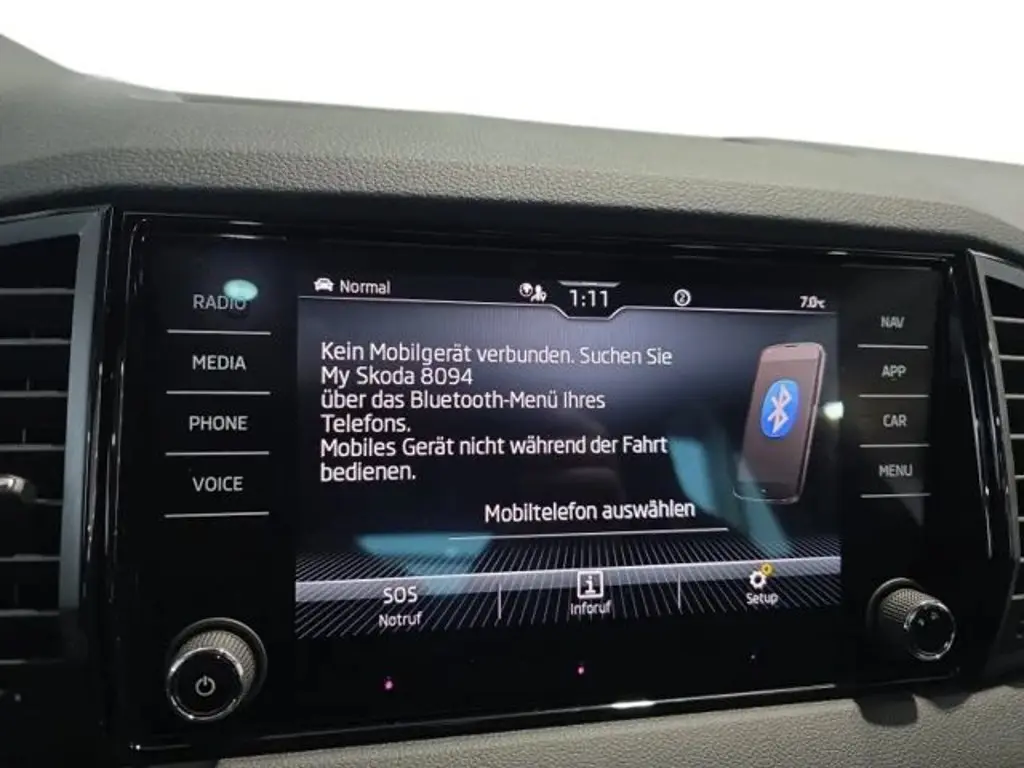 Normal
1:11
2
7.0°C
RADIO
MEDIA
PHONE
VOICE
Kein Mobilgerät verbunden. Suchen Sie
My Skoda 8094
über das Bluetooth-Menü Ihres
Telefons.
Mobiles Gerät nicht während der Fahrt
bedienen.
Mobiltelefon auswählen
SOS
Notruf
i
Inforuf
Setup
NAV
APP
CAR
MENU